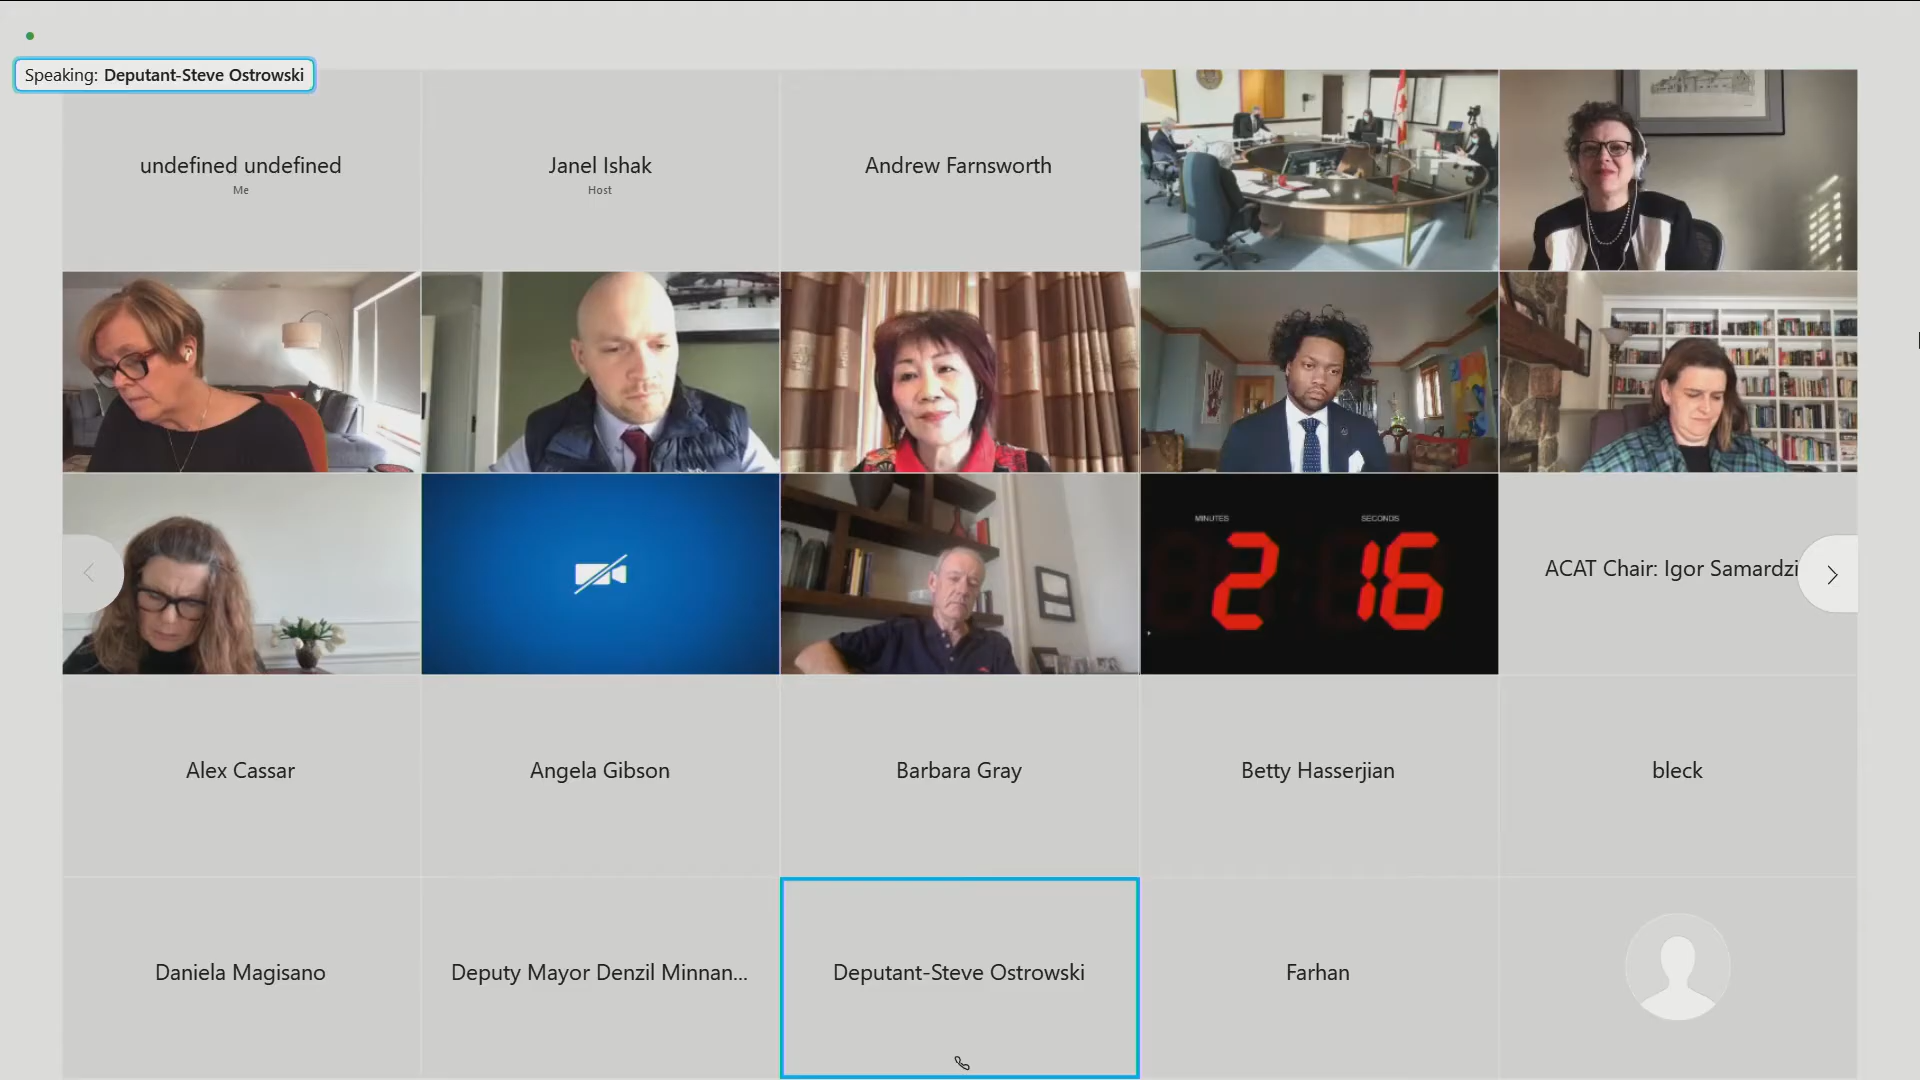 Speaking: Deputant-Steve Ostrowski
undefined undefined
Me
Janel Ishak
Host
Andrew Farnsworth
MINUTES
SECONDS
2 16
ACAT Chair: Igor Samardzi
Alex Cassar
Angela Gibson
Barbara Gray
Betty Hasserjian
bleck
Daniela Magisano
Deputy Mayor Denzil Minnan...
Deputant-Steve Ostrowski
Farhan